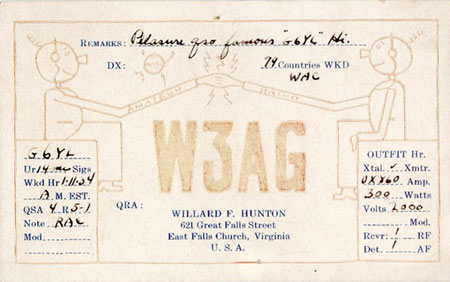 REMARKS: Pleasure qso famous "G6YL" Hi.
DX: 79 Countries WKD
WAC
AMATEUR RADIO
W3AG
G6YL
Ur 14 mc Sigs
Wkd Hr 1-11-34
A M. EST.
QSA 4 R 5-1
Note RAC
Mod
QRA:
WILLARD F. HUNTON
621 Great Falls Street
East Falls Church, Virginia
U. S. A.
OUTFIT Hr.
Xtal. Xmtr.
Amp.
300 Watts
Volts 2000
Mod.
Rcvr: 1 RF
Det. 1 AF